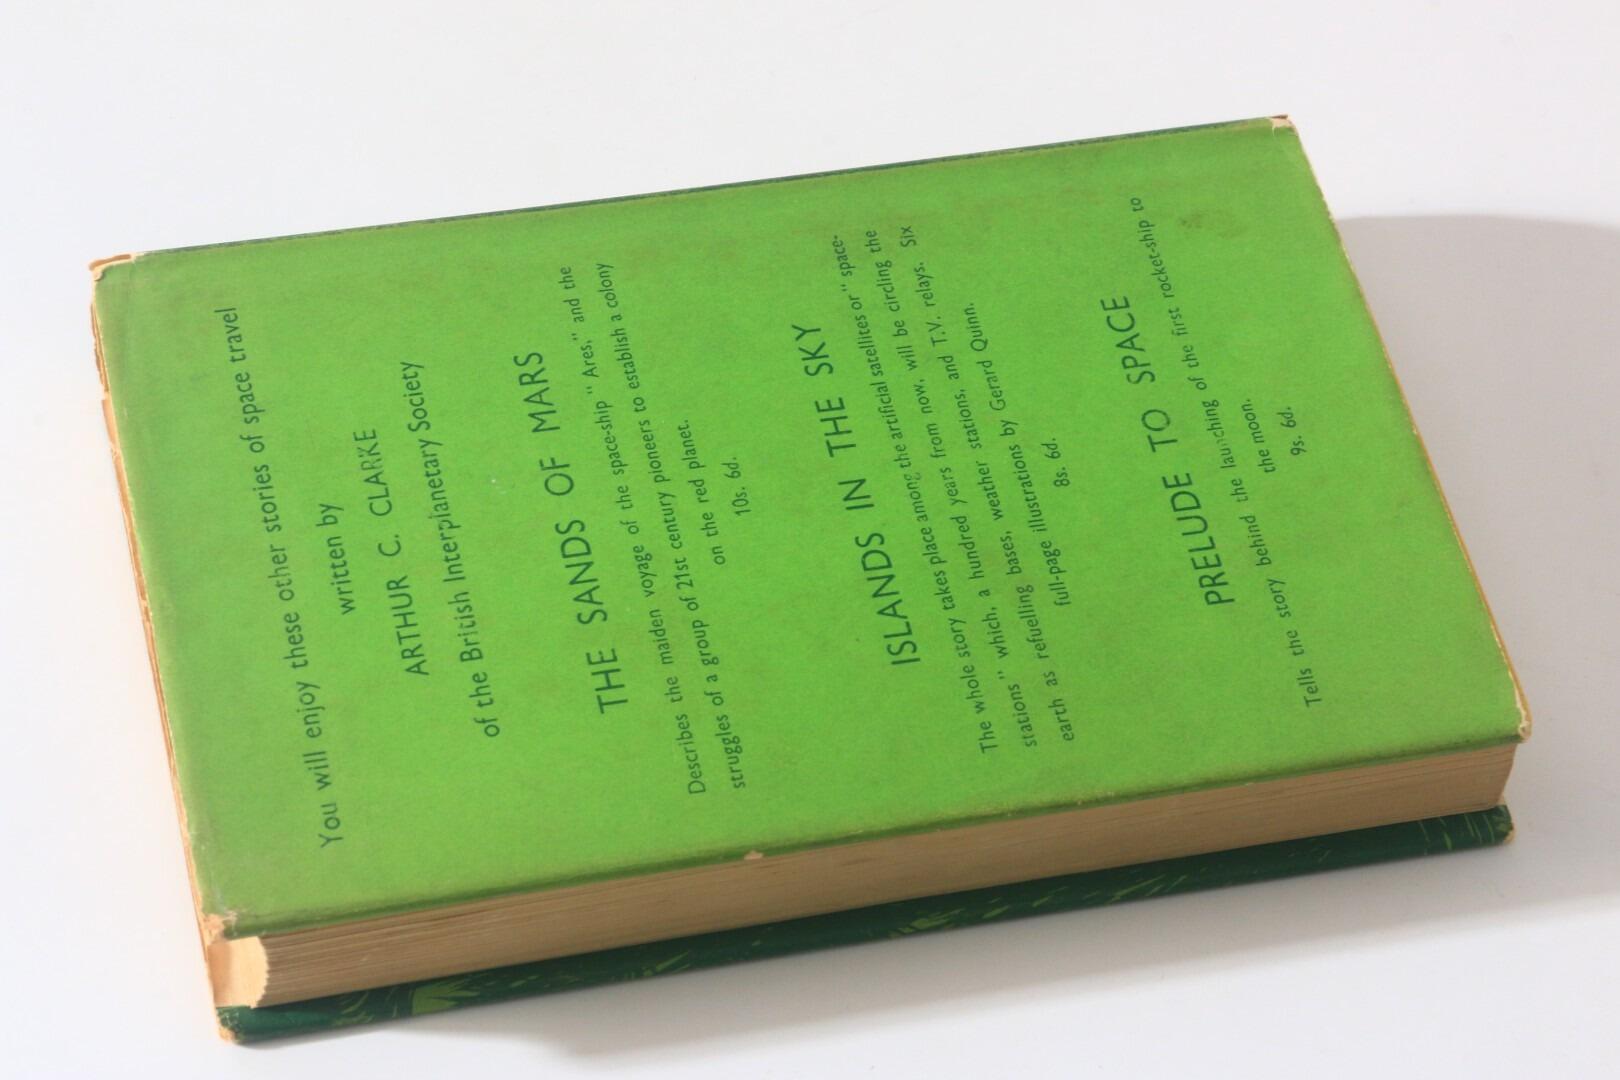 You will enjoy these other stories of space travel
written by
ARTHUR C. CLARKE
of the British Interplanetary Society
THE SANDS OF MARS
Describes the maiden voyage of the space-ship "Ares," and the
struggles of a group of 21st century pioneers to establish a colony
on the red planet.
10s. 6d.
ISLANDS IN THE SKY
The whole story takes place among the artificial satellites or "space-
stations" which, a hundred years from now, will be circling the
earth as refuelling bases, weather stations, and T.V. relays. Six
full-page illustrations by Gerard Quinn.
8s. 6d.
PRELUDE TO SPACE
Tells the story behind the launching of the first rocket-ship to
the moon.
9s. 6d.